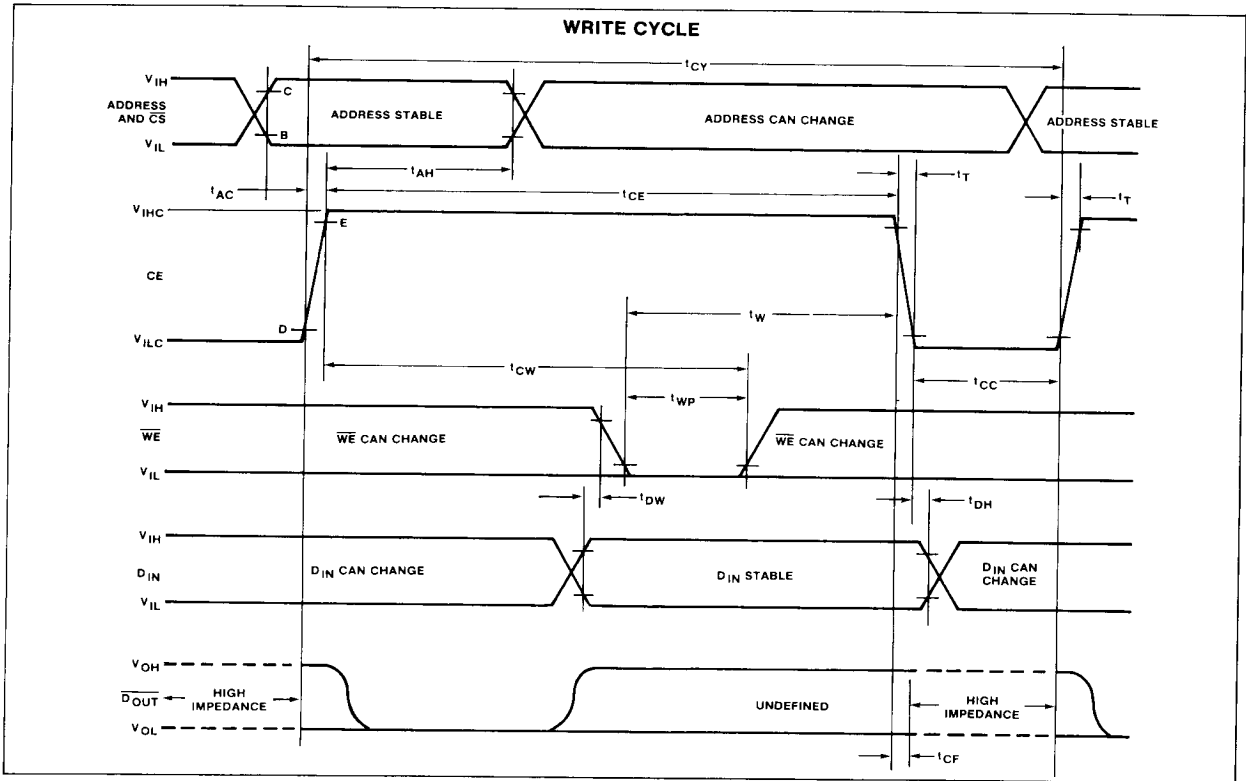 WRITE CYCLE
tCY
VIH
ADDRESS AND CS
VIL
C
B
ADDRESS STABLE
ADDRESS CAN CHANGE
ADDRESS STABLE
tAH
tAC
tCE
tT
tT
VIHC
E
CE
D
VILC
tW
tCW
tCC
tWP
VIH
WE
VIL
WE CAN CHANGE
WE CAN CHANGE
tDW
tDH
VIH
DIN
VIL
DIN CAN CHANGE
DIN STABLE
DIN CAN
CHANGE
VOH
DOUT
VOL
HIGH
IMPEDANCE
UNDEFINED
HIGH
IMPEDANCE
tCF